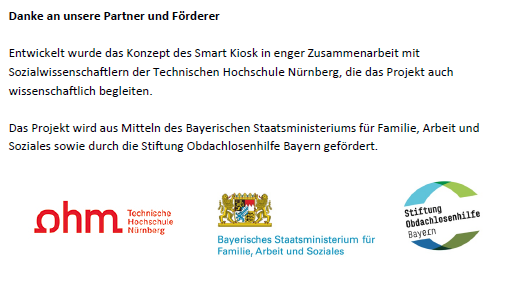 Danke an unsere Partner und Förderer
Entwickelt wurde das Konzept des Smart Kiosk in enger Zusammenarbeit mit
Sozialwissenschaftlern der Technischen Hochschule Nürnberg, die das Projekt auch
wissenschaftlich begleiten.
Das Projekt wird aus Mitteln des Bayerischen Staatsministeriums für Familie, Arbeit und
Soziales sowie durch die Stiftung Obdachlosenhilfe Bayern gefördert.
ohm
Technische
Hochschule
Nürnberg
Bayerisches Staatsministerium für
Familie, Arbeit und Soziales
Stiftung
Obdachlosenhilfe
Bayern